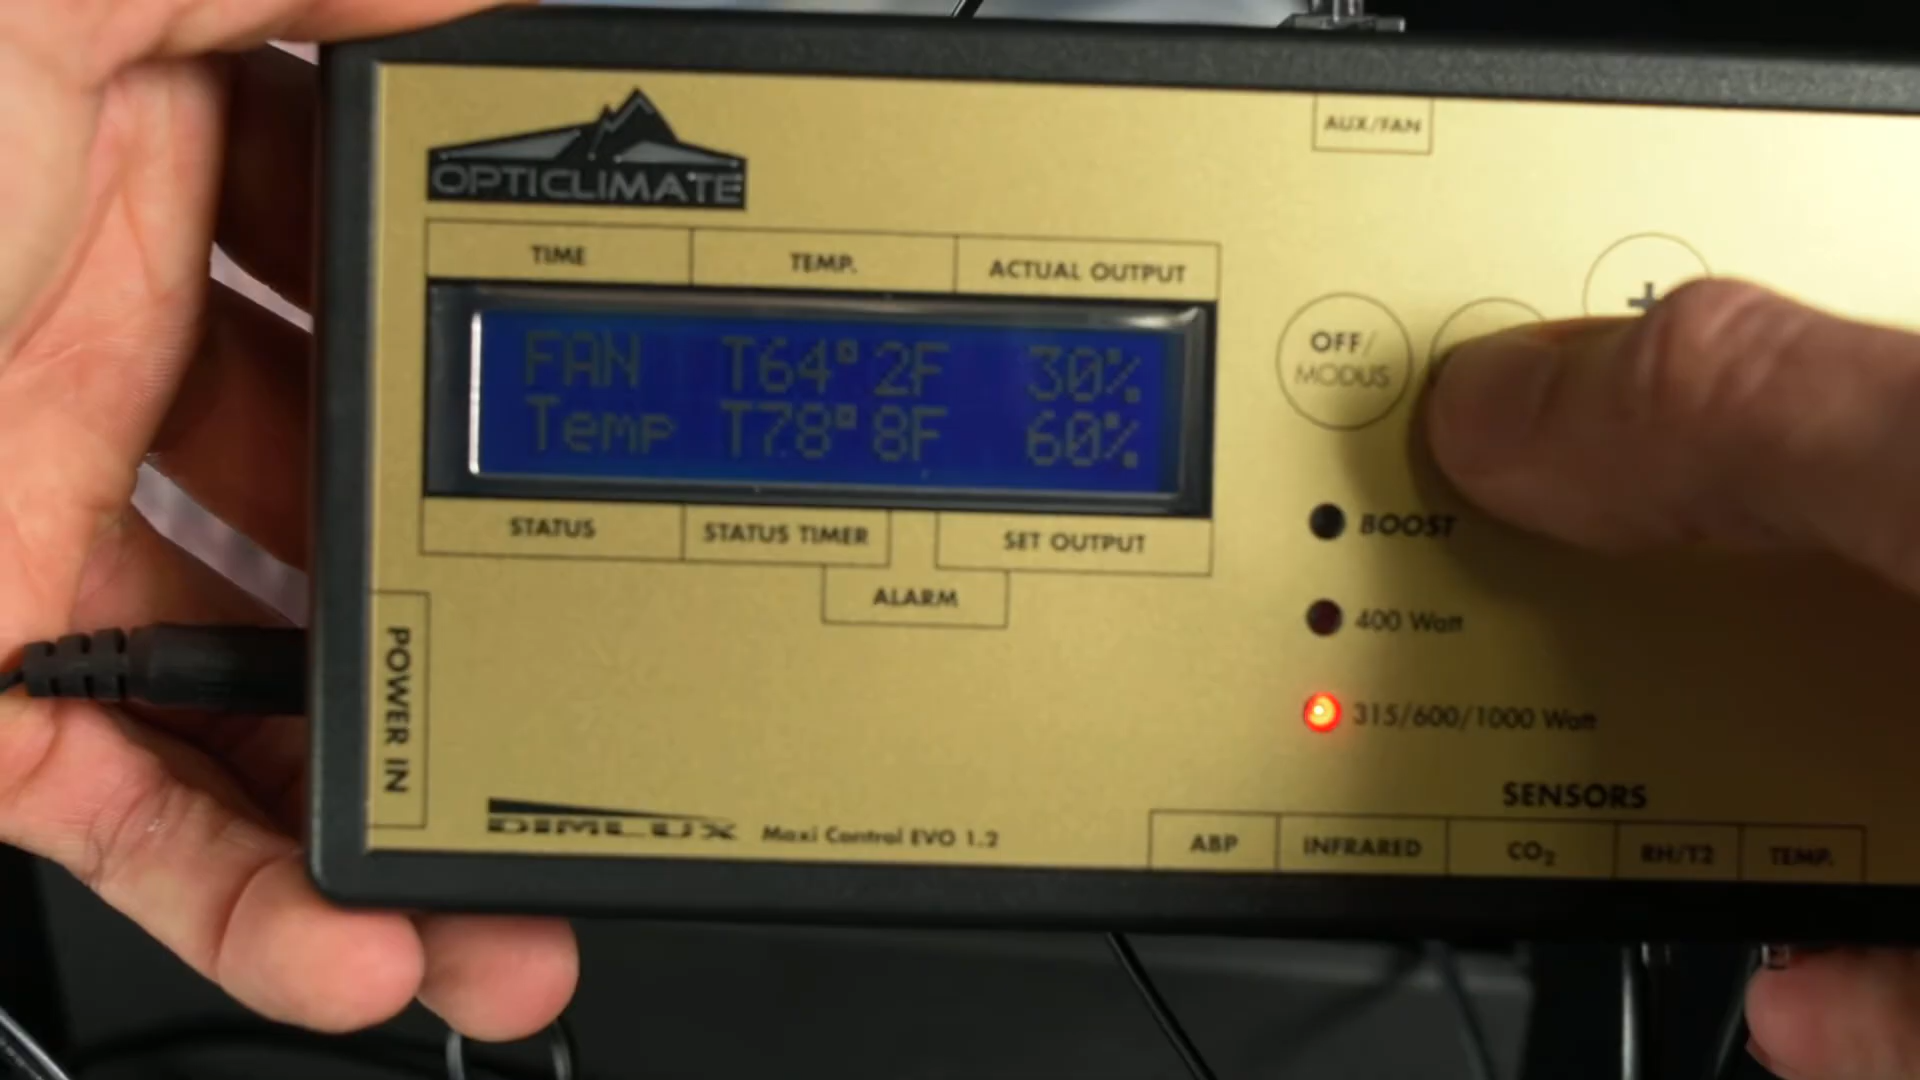 AUX/FAN
OPTICLIMATE
TIME TEMP. ACTUAL OUTPUT
FAN T64°2F 30%
Temp T78°8F 60%
OFF/
MODUS
+
STATUS STATUS TIMER SET OUTPUT
ALARM
BOOST
400 Watt
315/600/1000 Watt
POWER IN
SENSORS
DIMLUX Maxi Control EVO 1.2
ABP INFRARED CO₂ RH/T2 TEMP.